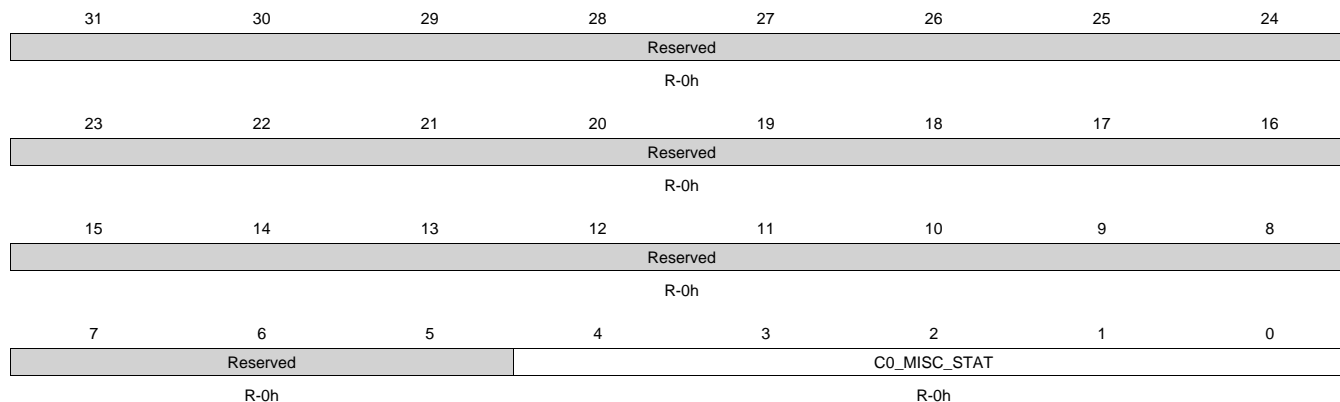 31 30 29 28 27 26 25 24
Reserved
R-0h
23 22 21 20 19 18 17 16
Reserved
R-0h
15 14 13 12 11 10 9 8
Reserved
R-0h
7 6 5 4 3 2 1 0
Reserved C0_MISC_STAT
R-0h R-0h